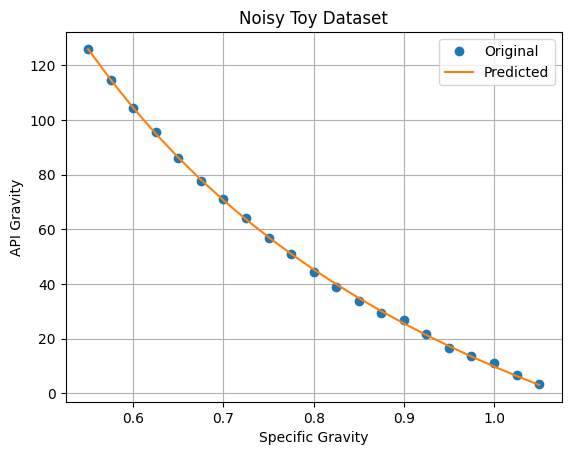 Noisy Toy Dataset
Original
Predicted
120
100
80
60
40
20
0
API Gravity
0.6 0.7 0.8 0.9 1.0
Specific Gravity